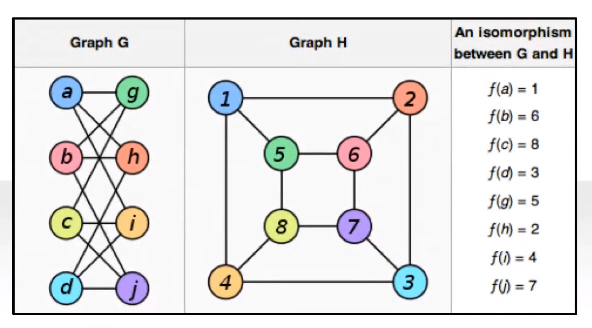 Graph G
Graph H
An isomorphism
between G and H
a
g
b
h
c
i
d
j
1
2
5
6
8
7
4
3
f(a) = 1
f(b) = 6
f(c) = 8
f(d) = 3
f(g) = 5
f(h) = 2
f(i) = 4
f(j) = 7